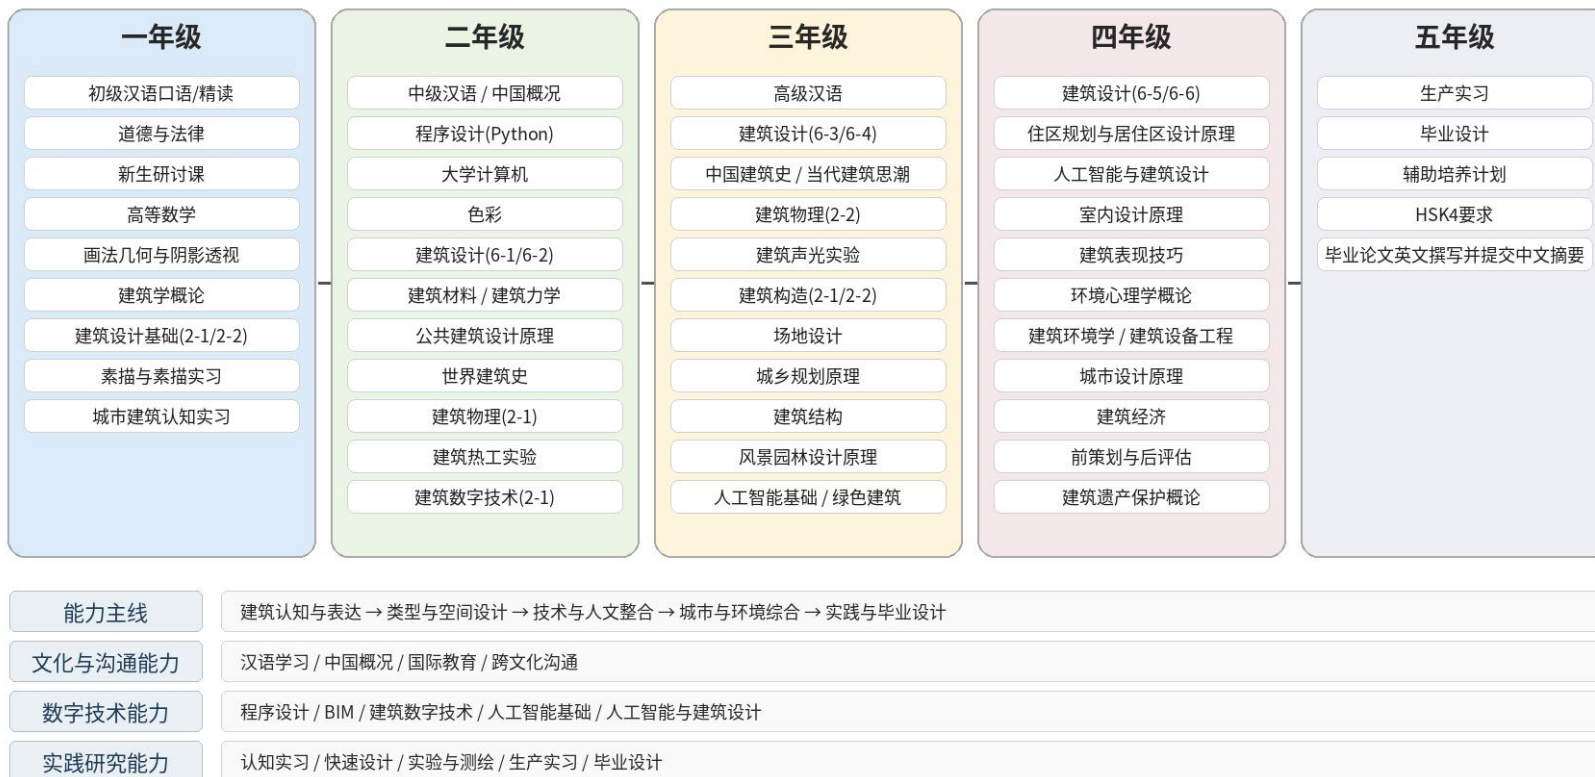 一年级
初级汉语口语/精读
道德与法律
新生研讨课
高等数学
画法几何与阴影透视
建筑学概论
建筑设计基础(2-1/2-2)
素描与素描实习
城市建筑认知实习
二年级
中级汉语 / 中国概况
程序设计(Python)
大学计算机
色彩
建筑设计(6-1/6-2)
建筑材料 / 建筑力学
公共建筑设计原理
世界建筑史
建筑物理(2-1)
建筑热工实验
建筑数字技术(2-1)
三年级
高级汉语
建筑设计(6-3/6-4)
中国建筑史 / 当代建筑思潮
建筑物理(2-2)
建筑声光实验
建筑构造(2-1/2-2)
场地设计
城乡规划原理
建筑结构
风景园林设计原理
人工智能基础 / 绿色建筑
四年级
建筑设计(6-5/6-6)
住区规划与居住区设计原理
人工智能与建筑设计
室内设计原理
建筑表现技巧
环境心理学概论
建筑环境学 / 建筑设备工程
城市设计原理
建筑经济
前策划与后评估
建筑遗产保护概论
五年级
生产实习
毕业设计
辅助培养计划
HSK4要求
毕业论文英文撰写并提交中文摘要
能力主线
建筑认知与表达 → 类型与空间设计 → 技术与人文整合 → 城市与环境综合 → 实践与毕业设计
文化与沟通能力
汉语学习 / 中国概况 / 国际教育 / 跨文化沟通
数字技术能力
程序设计 / BIM / 建筑数字技术 / 人工智能基础 / 人工智能与建筑设计
实践研究能力
认知实习 / 快速设计 / 实验与测绘 / 生产实习 / 毕业设计